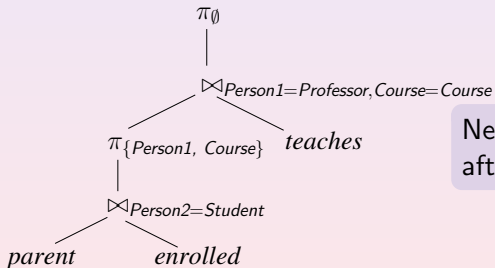 π∅
⋈Person1=Professor,Course=Course
Ne
π{Person1, Course}
teaches
aft
⋈Person2=Student
parent
enrolled